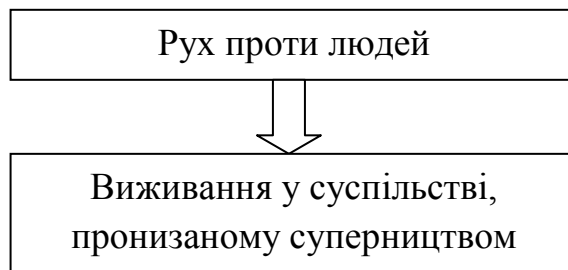 Рух проти людей
Виживання у суспільстві,
пронизаному суперництвом